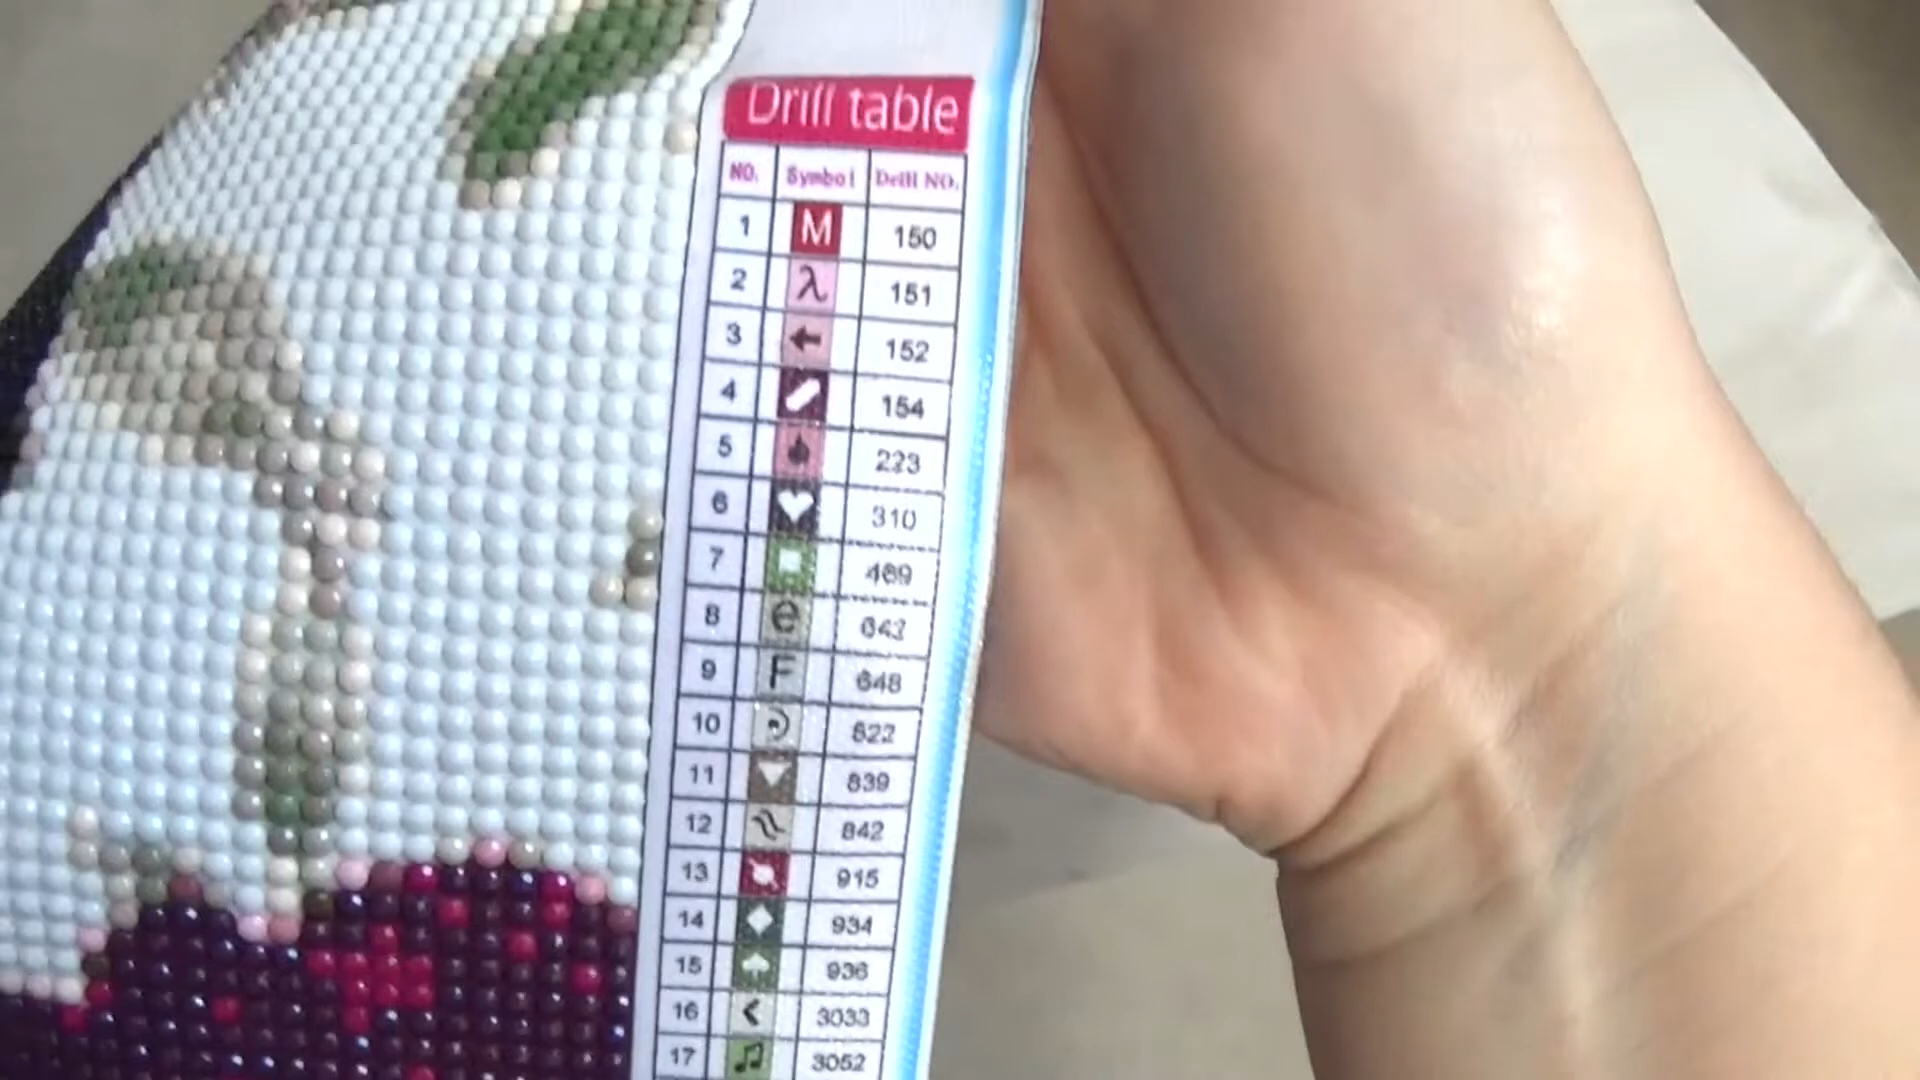 Drill table
NO. Symbol Drill NO.
1 M 150
2 λ 151
3 152
4 154
5 223
6 310
7 469
8 e 642
9 F 648
10 822
11 839
12 842
13 915
14 934
15 936
16 < 3033
17 3052